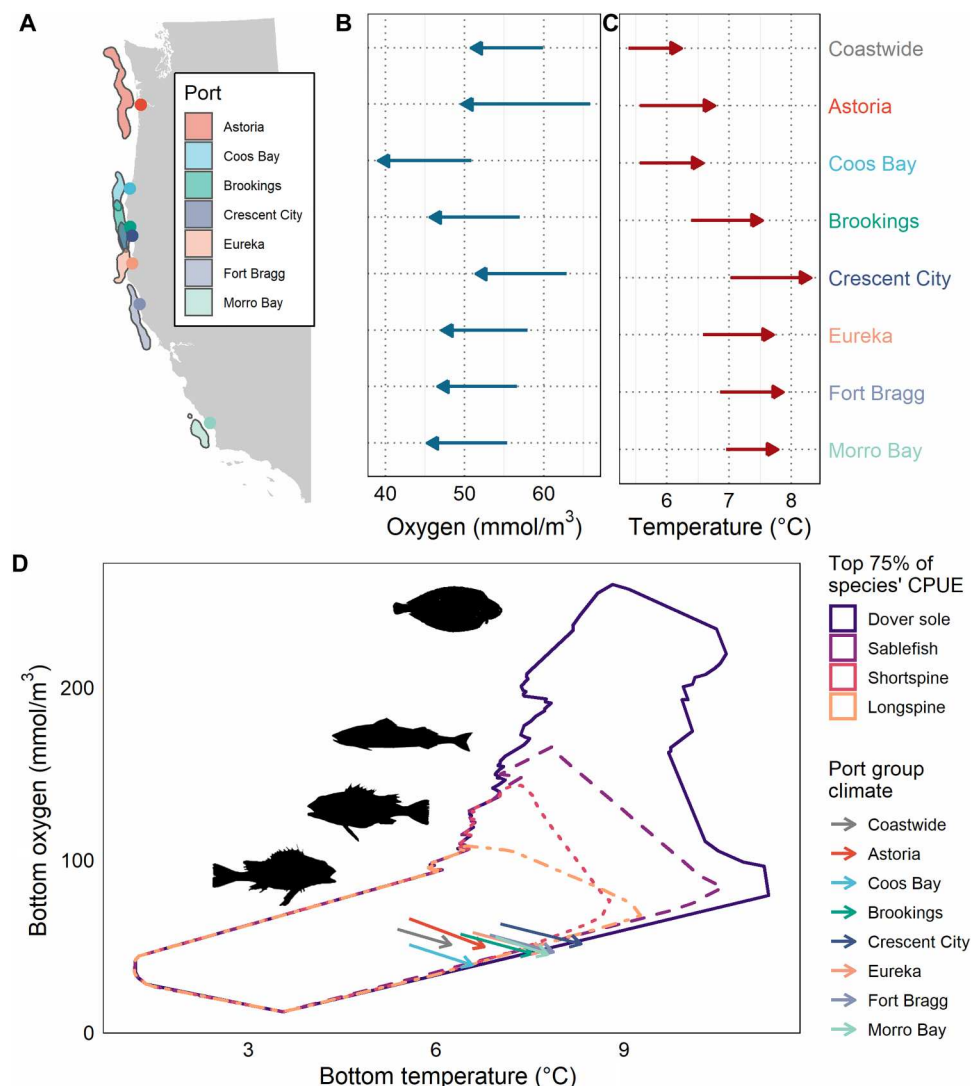 A
Port
Astoria
Coos Bay
Brookings
Crescent City
Eureka
Fort Bragg
Morro Bay
B
40
50
60
Oxygen (mmol/m³)
C
6
7
8
Temperature (°C)
Coastwide
Astoria
Coos Bay
Brookings
Crescent City
Eureka
Fort Bragg
Morro Bay
D
Bottom oxygen (mmol/m³)
200
100
0
3
6
9
Bottom temperature (°C)
Top 75% of
species' CPUE
Dover sole
Sablefish
Shortspine
Longspine
Port group
climate
Coastwide
Astoria
Coos Bay
Brookings
Crescent City
Eureka
Fort Bragg
Morro Bay